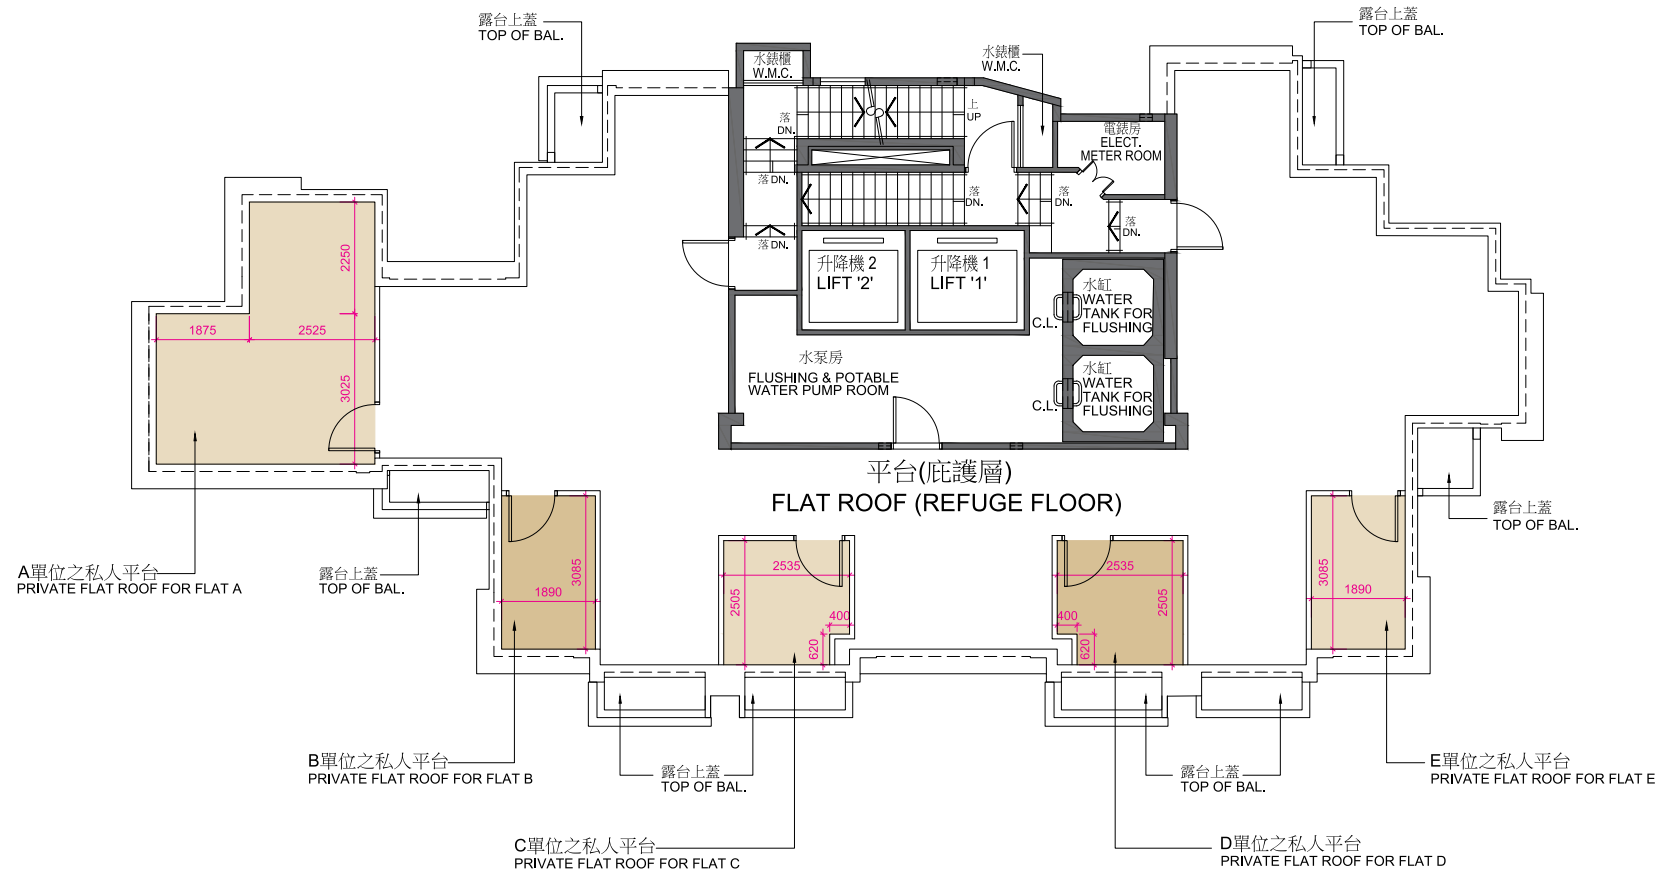 露台上蓋
TOP OF BAL.
露台上蓋
TOP OF BAL.
水錶櫃
W.M.C.
水錶櫃
W.M.C.
上
UP
落
DN.
電錶房
ELECT.
METER ROOM
落 DN.
落
DN.
落
DN.
落
DN.
落 DN.
升降機 2
LIFT '2'
升降機 1
LIFT '1'
水缸
WATER
TANK FOR
FLUSHING
C.L.
水泵房
FLUSHING & POTABLE
WATER PUMP ROOM
水缸
WATER
TANK FOR
FLUSHING
C.L.
2250
1875
2525
3025
平台(庇護層)
FLAT ROOF (REFUGE FLOOR)
露台上蓋
TOP OF BAL.
A單位之私人平台
PRIVATE FLAT ROOF FOR FLAT A
露台上蓋
TOP OF BAL.
3085
1890
2535
2505
400
620
2535
2505
400
620
3085
1890
B單位之私人平台
PRIVATE FLAT ROOF FOR FLAT B
露台上蓋
TOP OF BAL.
露台上蓋
TOP OF BAL.
E單位之私人平台
PRIVATE FLAT ROOF FOR FLAT E
C單位之私人平台
PRIVATE FLAT ROOF FOR FLAT C
D單位之私人平台
PRIVATE FLAT ROOF FOR FLAT D